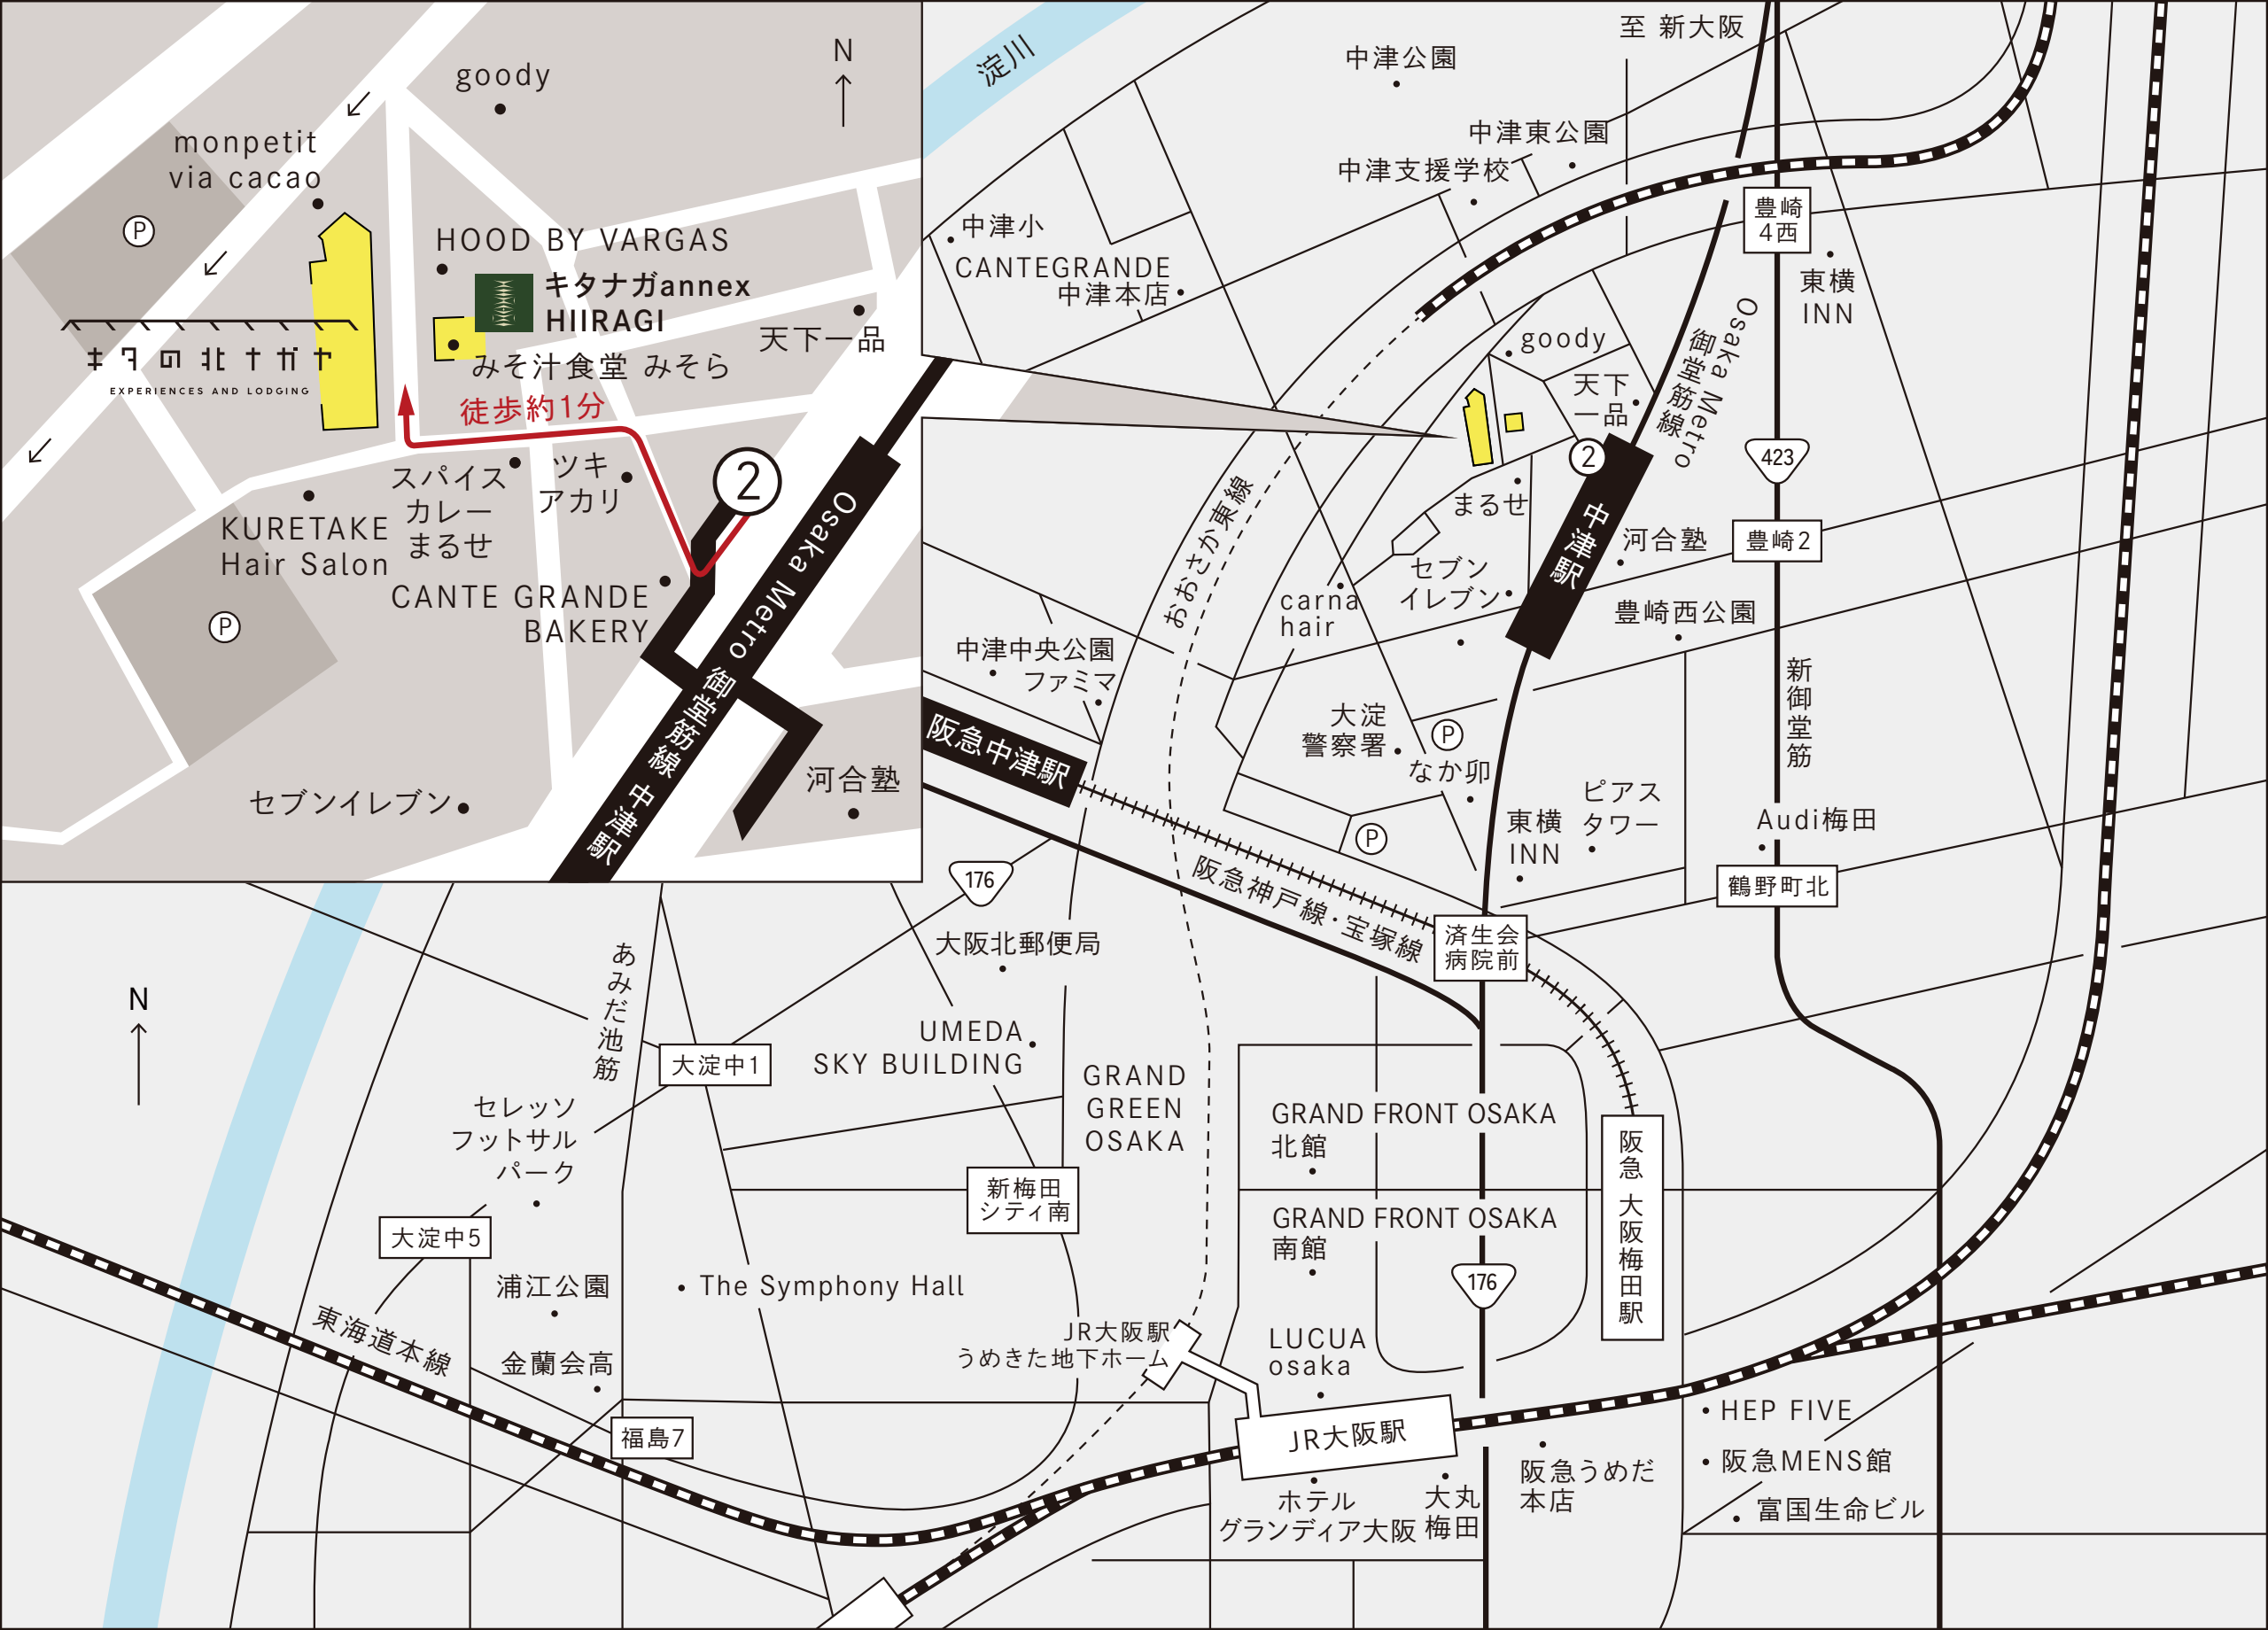 N
goody
monpetit
via cacao
P
HOOD BY VARGAS
キタナガannex
HIIRAGI
天下一品
キタの北ナガヤ
EXPERIENCES AND LODGING
みそ汁食堂 みそら
徒歩約1分
スパイス
カレー
まるせ
ツキ
アカリ
2
KURETAKE
Hair Salon
CANTE GRANDE
BAKERY
P
Osaka Metro 御堂筋線 中津駅
河合塾
セブンイレブン
淀川
至 新大阪
中津公園
中津東公園
中津支援学校
中津小
CANTEGRANDE
中津本店
豊崎
4西
東横
INN
Osaka Metro
御堂筋線
goody
天下
一品
2
423
まるせ
中津駅
河合塾
豊崎2
おおさか東線
セブン
イレブン
carna
hair
豊崎西公園
中津中央公園
ファミマ
新御堂筋
大淀
警察署
P
なか卯
阪急中津駅
ピアス
タワー
東横
INN
Audi梅田
P
176
阪急神戸線・宝塚線
鶴野町北
済生会
病院前
大阪北郵便局
あみだ池筋
N
UMEDA
SKY BUILDING
大淀中1
GRAND
GREEN
OSAKA
GRAND FRONT OSAKA
北館
セレッソ
フットサル
パーク
阪急 大阪梅田駅
新梅田
シティ南
GRAND FRONT OSAKA
南館
大淀中5
176
浦江公園
The Symphony Hall
東海道本線
JR大阪駅
うめきた地下ホーム
LUCUA
osaka
金蘭会高
福島7
JR大阪駅
HEP FIVE
阪急MENS館
阪急うめだ
本店
ホテル
グランディア大阪
大丸
梅田
富国生命ビル